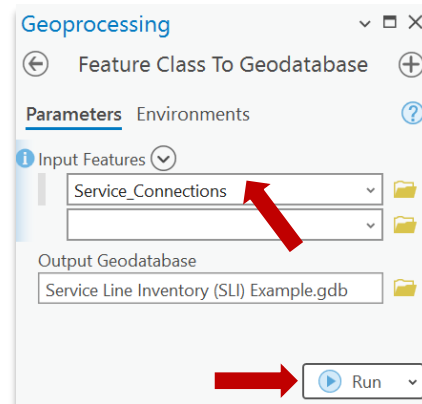 Geoprocessing
Feature Class To Geodatabase
Parameters Environments
Input Features
Service_Connections
Output Geodatabase
Service Line Inventory (SLI) Example.gdb
Run